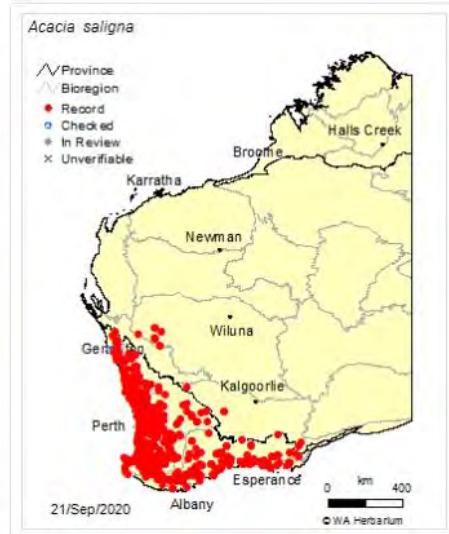 Acacia saligna
Province
Bioregion
Record
Checked
In Review
Unverifiable
Halls Creek
Broome
Karratha
Newman
Wiluna
Kalgoorlie
Perth
Esperance
Albany
21/Sep/2020
km
0 400
© WA Herbarium